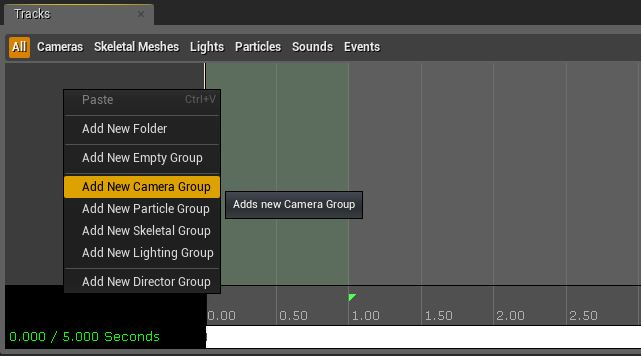 Tracks ×
All Cameras Skeletal Meshes Lights Particles Sounds Events
Paste Ctrl+V
Add New Folder
Add New Empty Group
Add New Camera Group
Adds new Camera Group
Add New Particle Group
Add New Skeletal Group
Add New Lighting Group
Add New Director Group
0.00 0.50 1.00 1.50 2.00 2.50
0.000 / 5.000 Seconds